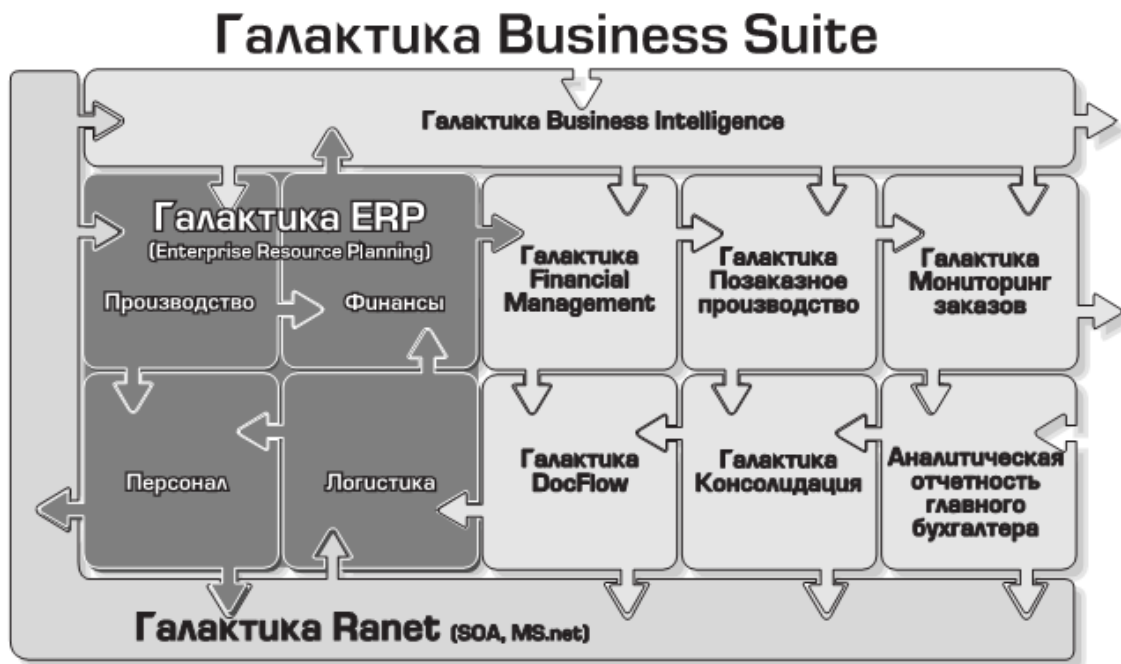 Галактика Business Suite
Галактика Business Intelligence
Галактика ERP
(Enterprise Resource Planning)
Производство
Финансы
Галактика
Financial
Management
Галактика
Позаказное
производство
Галактика
Мониторинг
заказов
Персонал
Логистика
Галактика
DocFlow
Галактика
Консолидация
Аналитическая
отчетность
главного
бухгалтера
Галактика Ranet (SOA, MS.net)